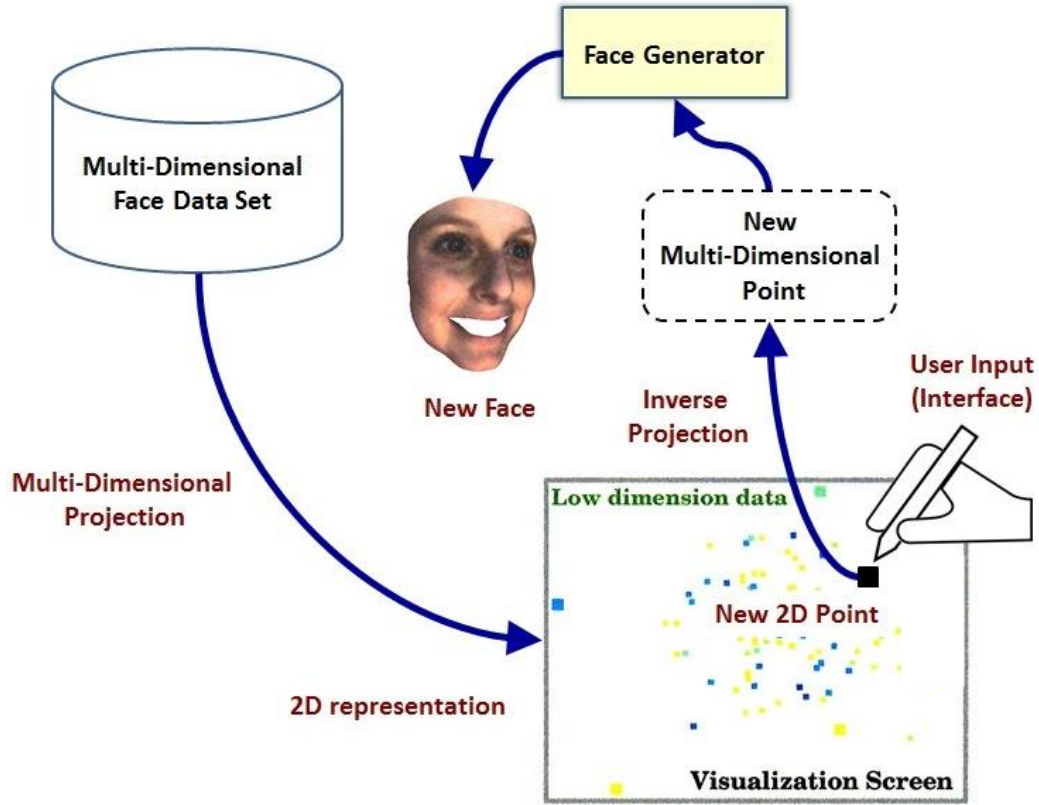 Face Generator
Multi-Dimensional
Face Data Set
New
Multi-Dimensional
Point
User Input
(Interface)
New Face
Inverse
Projection
Multi-Dimensional
Projection
Low dimension data
New 2D Point
2D representation
Visualization Screen